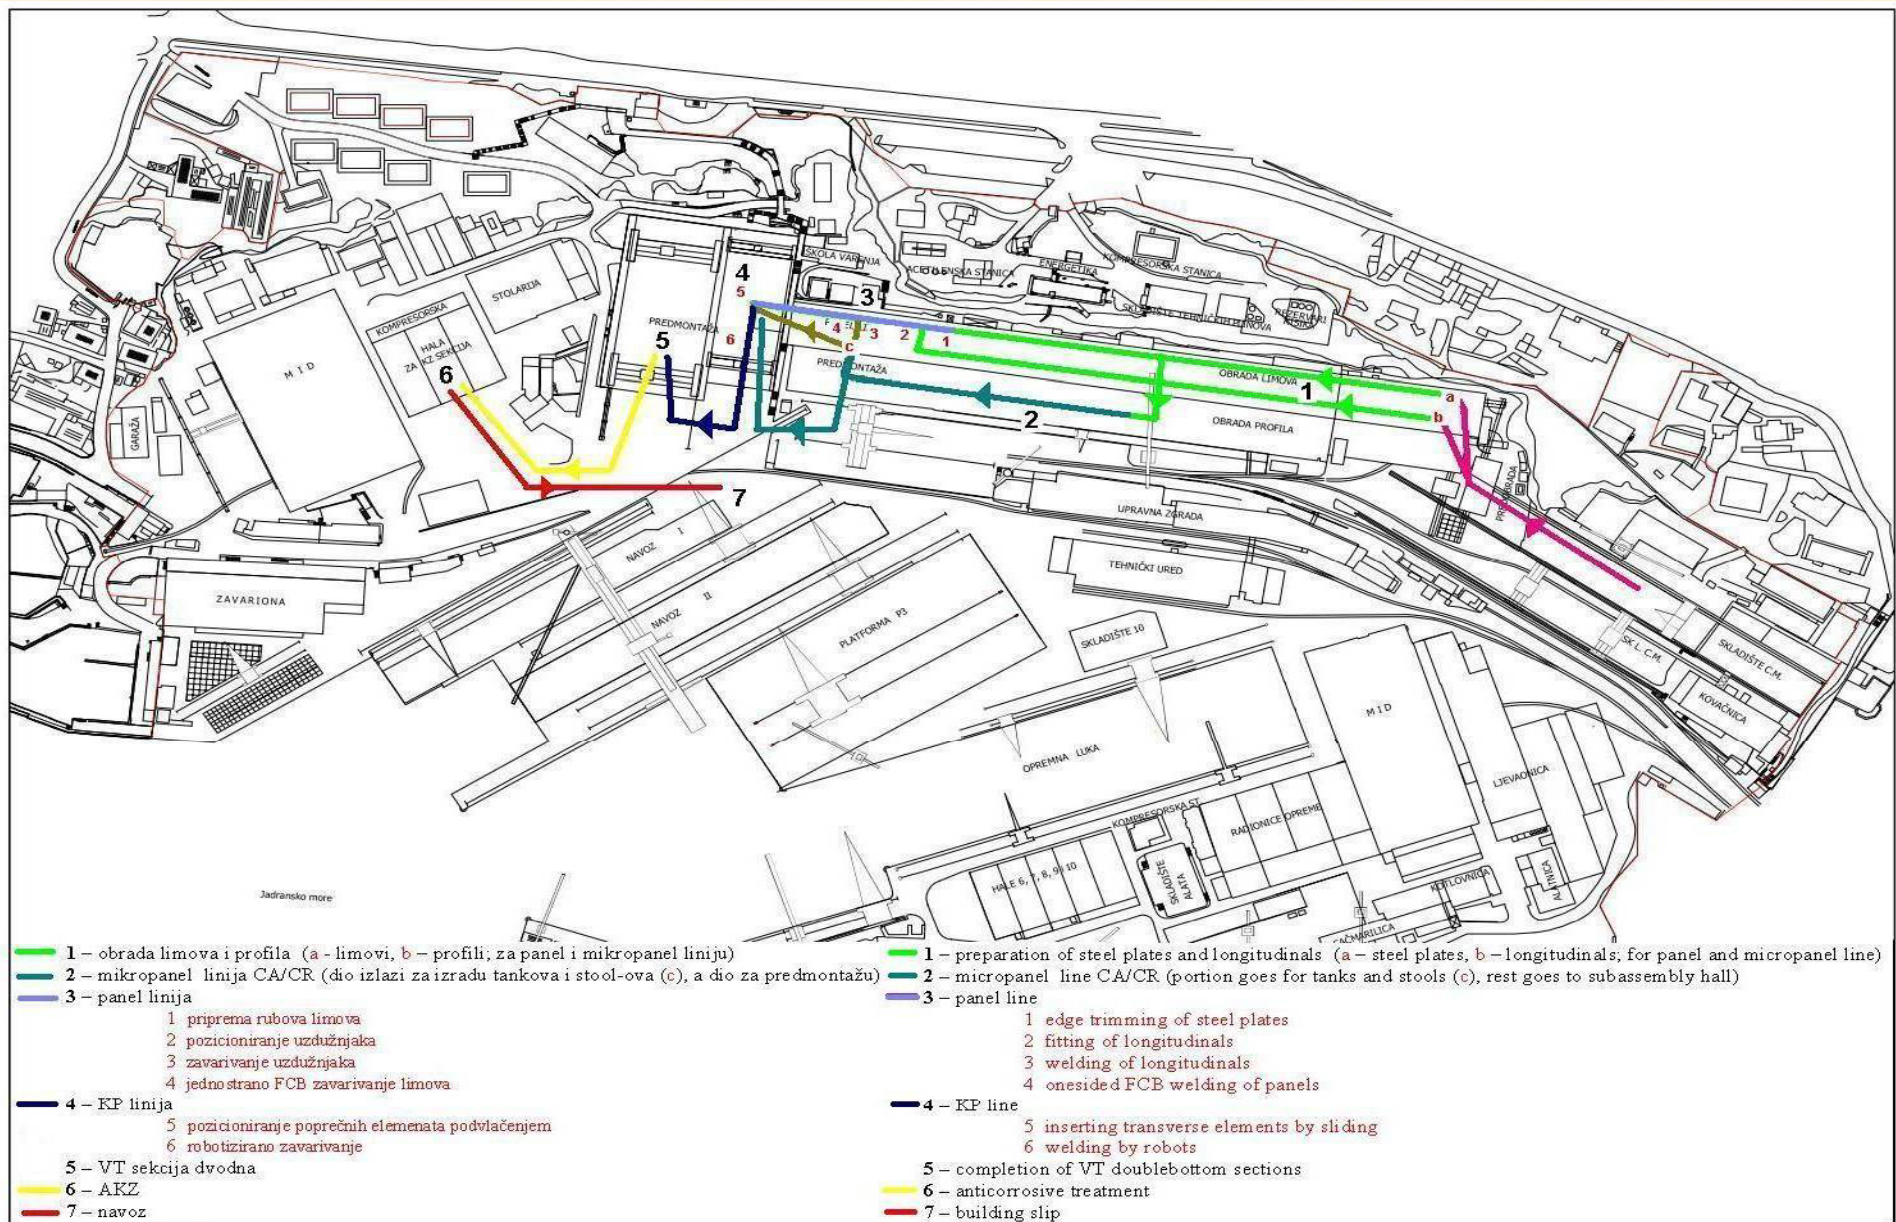 ŠKOLA VARENJA
ACETILENSKA STANICA
ENERGETIKA
KOMPRESORSKA STANICA
SKLADIŠTE TEHNIČKIH PLINOVA
STOLARIJA
KOMPRESORSKA
HALA
ZA AKZ SEKCIJA
M I D
GARAŽA
PREDMONTAŽA
4
5
6
5
6
3
4
3
2
1
c
PREDMONTAŽA
OBRADA LIMOVA
1
a
b
2
OBRADA PROFILA
7
UPRAVNA ZGRADA
TEHNIČKI URED
ZAVARIONA
NAVOZ I
NAVOZ II
PLATFORMA P3
SKLADIŠTE 10
SK L. C.M.
SKLADIŠTE C.M.
KOVAČNICA
M I D
OPREMNA LUKA
LJEVAONICA
KOMPRESORSKA ST.
RADIONICE OPREME
HALE 6, 7, 8, 9 I 10
SKLADIŠTE
ALATA
KOTLOVNICA
ALATNICA
Jadransko more
1 – obrada limova i profila (a - limovi, b – profili; za panel i mikropanel liniju)
2 – mikropanel linija CA/CR (dio izlazi za izradu tankova i stool-ova (c), a dio za predmontažu)
3 – panel linija
1 priprema rubova limova
2 pozicioniranje uzdužnjaka
3 zavarivanje uzdužnjaka
4 jednostrano FCB zavarivanje limova
4 – KP linija
5 pozicioniranje poprečnih elemenata podvlačenjem
6 robotizirano zavarivanje
5 – VT sekcija dvodna
6 – AKZ
7 – navoz
1 – preparation of steel plates and longitudinals (a – steel plates, b – longitudinals; for panel and micropanel line)
2 – micropanel line CA/CR (portion goes for tanks and stools (c), rest goes to subassembly hall)
3 – panel line
1 edge trimming of steel plates
2 fitting of longitudinals
3 welding of longitudinals
4 onesided FCB welding of panels
4 – KP line
5 inserting transverse elements by sliding
6 welding by robots
5 – completion of VT doublebottom sections
6 – anticorrosive treatment
7 – building slip